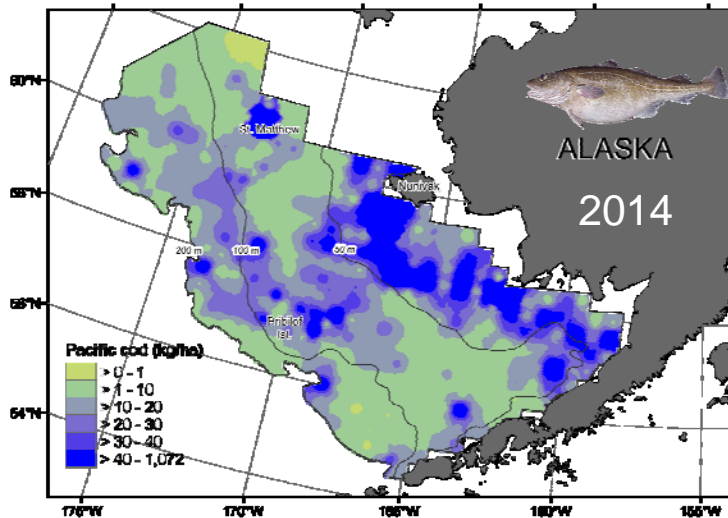 60°N
58°N
56°N
54°N
St. Matthew
Nunivak
200 m
100 m
50 m
Pribilof
Isl.
ALASKA
2014
Pacific cod (kg/ha)
> 0 - 1
> 1 - 10
> 10 - 20
> 20 - 30
> 30 - 40
> 40 - 1,072
175°W
170°W
165°W
160°W
155°W